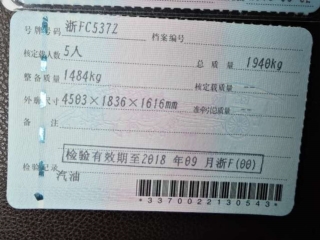 号牌号码 浙FC537Z 档案编号
核定载人数 5人 总质量 1940kg
整备质量 1484kg 核定载质量 --
外廓尺寸 4503×1836×1616mm 准牵引总质量 --
备注
检验有效期至2018年09月浙F(00)
检验记录
汽油
*3370022130543*